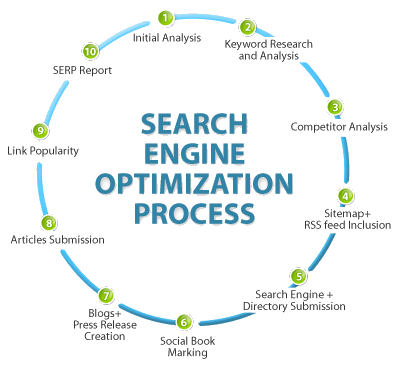 SEARCH
ENGINE
OPTIMIZATION
PROCESS
1
Initial Analysis
2
Keyword Research
and Analysis
3
Competitor Analysis
4
Sitemap+
RSS feed Inclusion
5
Search Engine +
Directory Submission
6
Social Book
Marking
7
Blogs+
Press Release
Creation
8
Articles Submission
9
Link Popularity
10
SERP Report